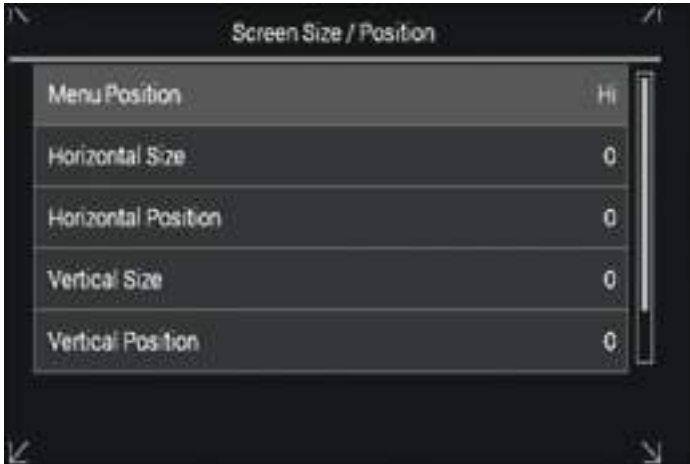 Screen Size / Position
Menu Position Hi
Horizontal Size 0
Horizontal Position 0
Vertical Size 0
Vertical Position 0